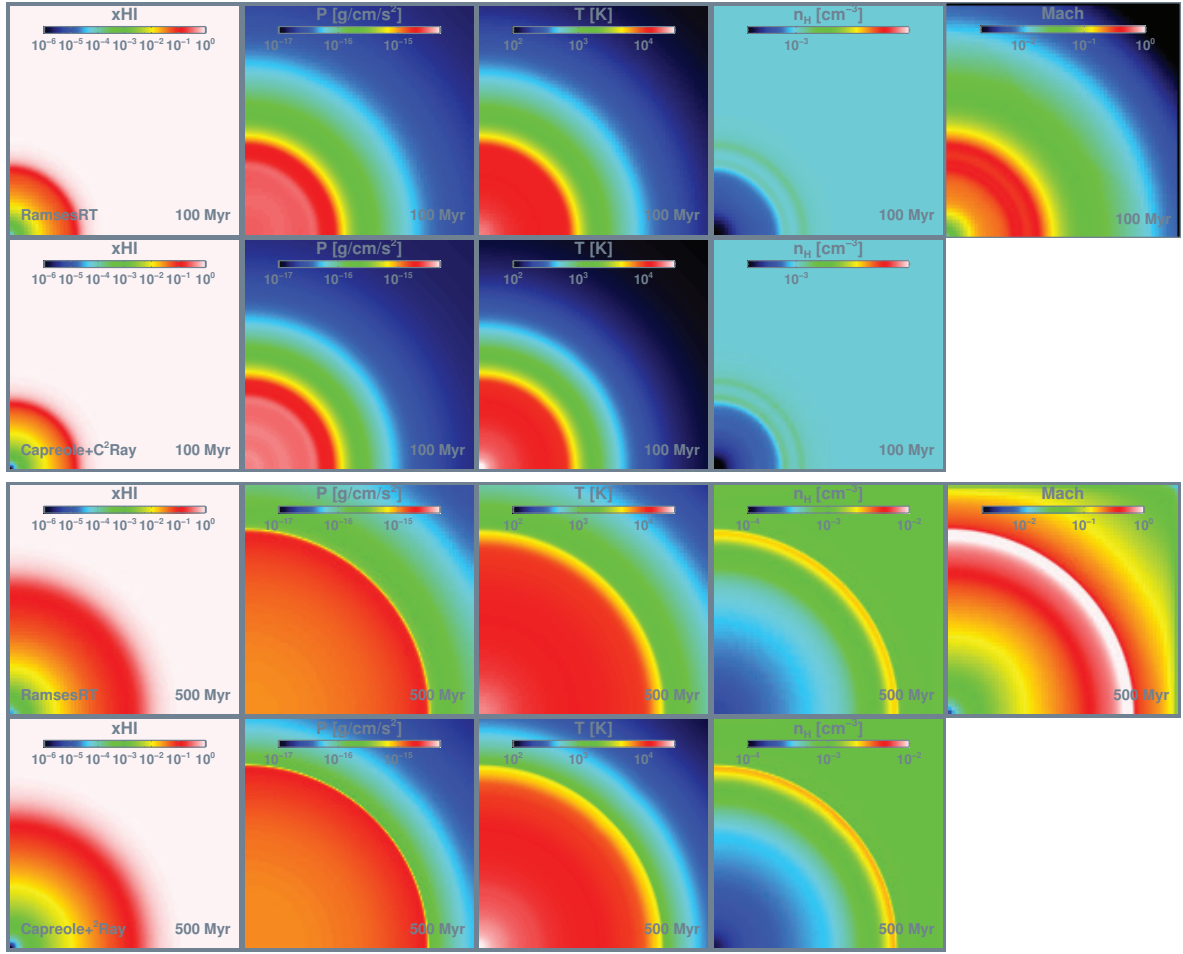 xHI P [g/cm/s²] T [K] n_H [cm⁻³] Mach
10⁻⁶ 10⁻⁵ 10⁻⁴ 10⁻³ 10⁻² 10⁻¹ 10⁰ 10⁻¹⁷ 10⁻¹⁶ 10⁻¹⁵ 10² 10³ 10⁴ 10⁻³ 10⁻¹ 10⁰
RamsesRT 100 Myr 100 Myr 100 Myr 100 Myr 100 Myr
xHI P [g/cm/s²] T [K] n_H [cm⁻³]
10⁻⁶ 10⁻⁵ 10⁻⁴ 10⁻³ 10⁻² 10⁻¹ 10⁰ 10⁻¹⁷ 10⁻¹⁶ 10⁻¹⁵ 10² 10³ 10⁴ 10⁻³
Capreole+C²Ray 100 Myr 100 Myr 100 Myr 100 Myr
xHI P [g/cm/s²] T [K] n_H [cm⁻³] Mach
10⁻⁶ 10⁻⁵ 10⁻⁴ 10⁻³ 10⁻² 10⁻¹ 10⁰ 10⁻¹⁷ 10⁻¹⁶ 10⁻¹⁵ 10² 10³ 10⁴ 10⁻⁴ 10⁻³ 10⁻² 10⁻² 10⁻¹ 10⁰
RamsesRT 500 Myr 500 Myr 500 Myr 500 Myr 500 Myr
xHI P [g/cm/s²] T [K] n_H [cm⁻³]
10⁻⁶ 10⁻⁵ 10⁻⁴ 10⁻³ 10⁻² 10⁻¹ 10⁰ 10⁻¹⁷ 10⁻¹⁶ 10⁻¹⁵ 10² 10³ 10⁴ 10⁻⁴ 10⁻³ 10⁻²
Capreole+²Ray 500 Myr 500 Myr 500 Myr 500 Myr